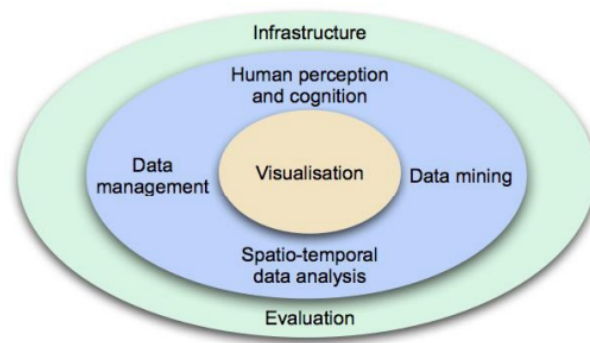 Infrastructure
Human perception
and cognition
Data
management
Visualisation
Data mining
Spatio-temporal
data analysis
Evaluation